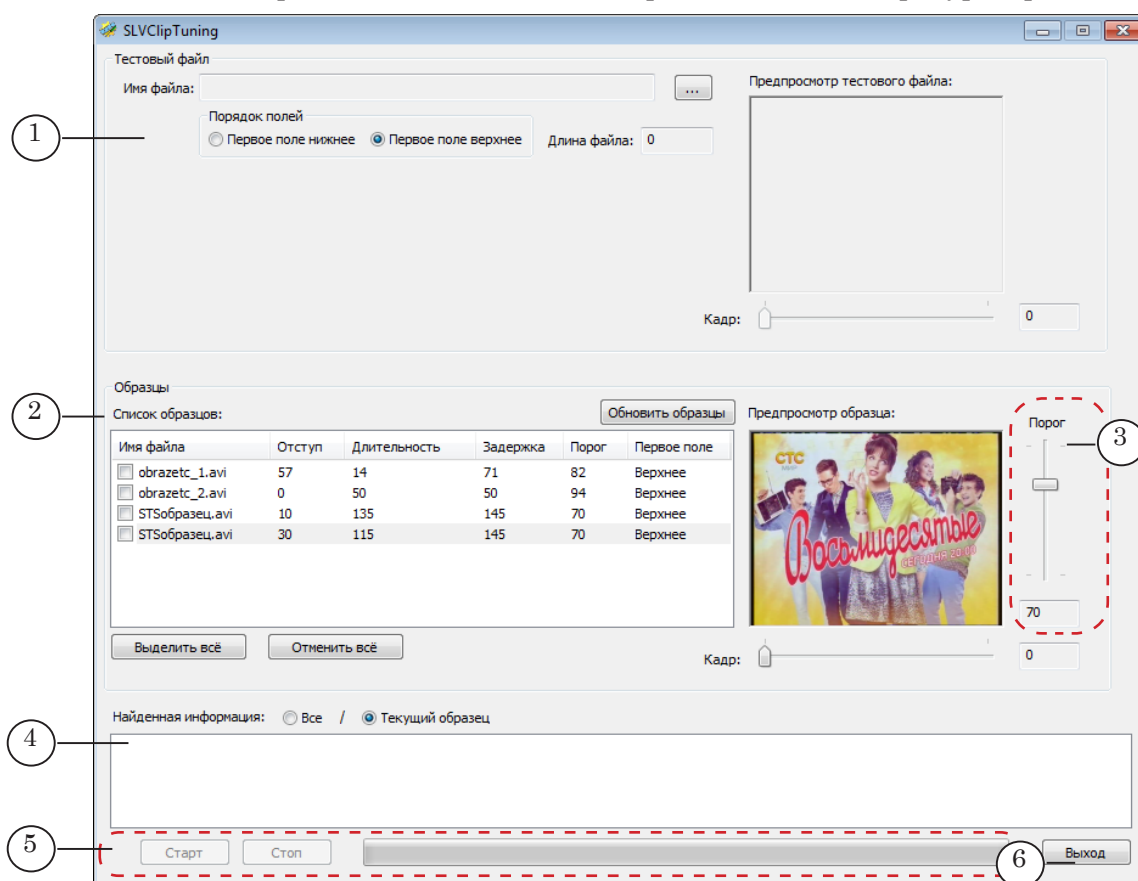 SLVClipTuning
Тестовый файл
Имя файла:
...
Предпросмотр тестового файла:
1
Порядок полей
Первое поле нижнее
Первое поле верхнее
Длина файла: 0
Кадр: 0
Образцы
2
Список образцов:
Обновить образцы
Предпросмотр образца:
Порог
3
Имя файла Отступ Длительность Задержка Порог Первое поле
obrazetc_1.avi 57 14 71 82 Верхнее
obrazetc_2.avi 0 50 50 94 Верхнее
STSобразец.avi 10 135 145 70 Верхнее
STSобразец.avi 30 115 145 70 Верхнее
СТС
Восьмидесятые
СЕГОДНЯ 20:00
70
Выделить всё
Отменить всё
Кадр: 0
Найденная информация: Все / Текущий образец
4
5
Старт
Стоп
6
Выход